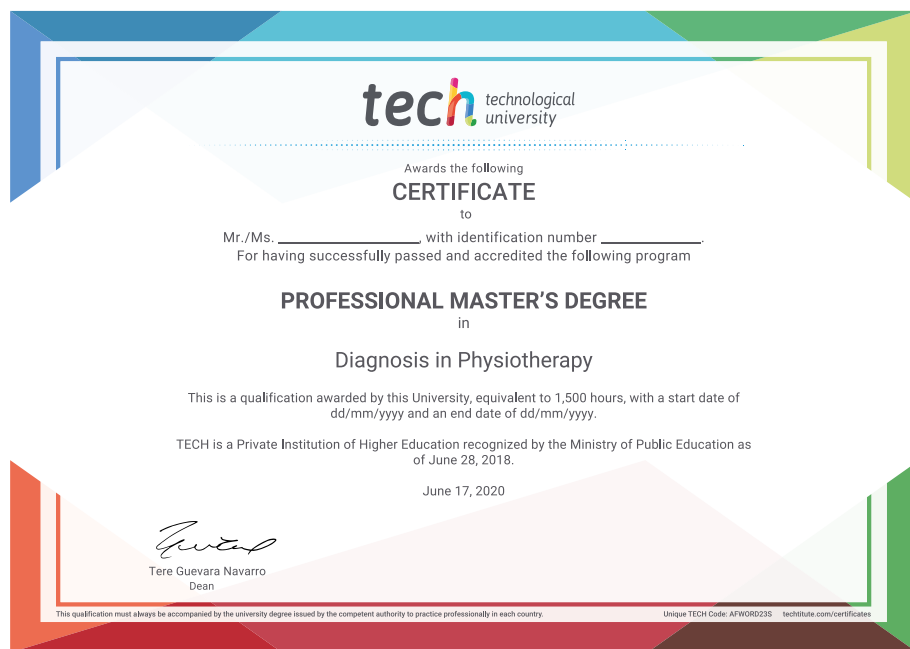 tech technological
university
Awards the following
CERTIFICATE
to
Mr./Ms. _________________, with identification number ____________.
For having successfully passed and accredited the following program
PROFESSIONAL MASTER'S DEGREE
in
Diagnosis in Physiotherapy
This is a qualification awarded by this University, equivalent to 1,500 hours, with a start date of
dd/mm/yyyy and an end date of dd/mm/yyyy.
TECH is a Private Institution of Higher Education recognized by the Ministry of Public Education as
of June 28, 2018.
June 17, 2020
Tere Guevara Navarro
Dean
This qualification must always be accompanied by the university degree issued by the competent authority to practice professionally in each country. Unique TECH Code: AFWORD23S techtitute.com/certificates